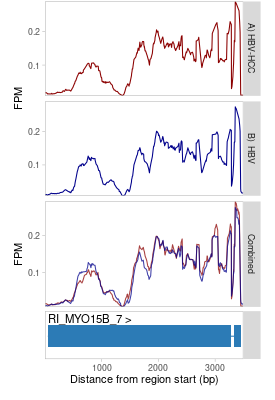 0.2
0.1
A) HBV-HCC
FPM
0.2
0.1
B) HBV
0.2
0.1
Combined
FPM
RI_MYO15B_7 >
1000 2000 3000
Distance from region start (bp)